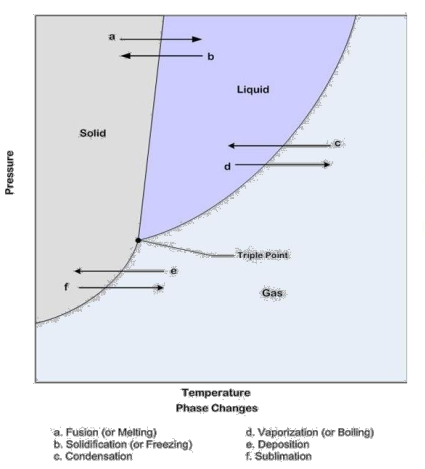 a
b
Liquid
Solid
c
d
Pressure
Triple Point
e
f
Gas
Temperature
Phase Changes
a. Fusion (or Melting)
b. Solidification (or Freezing)
c. Condensation
d. Vaporization (or Boiling)
e. Deposition
f. Sublimation